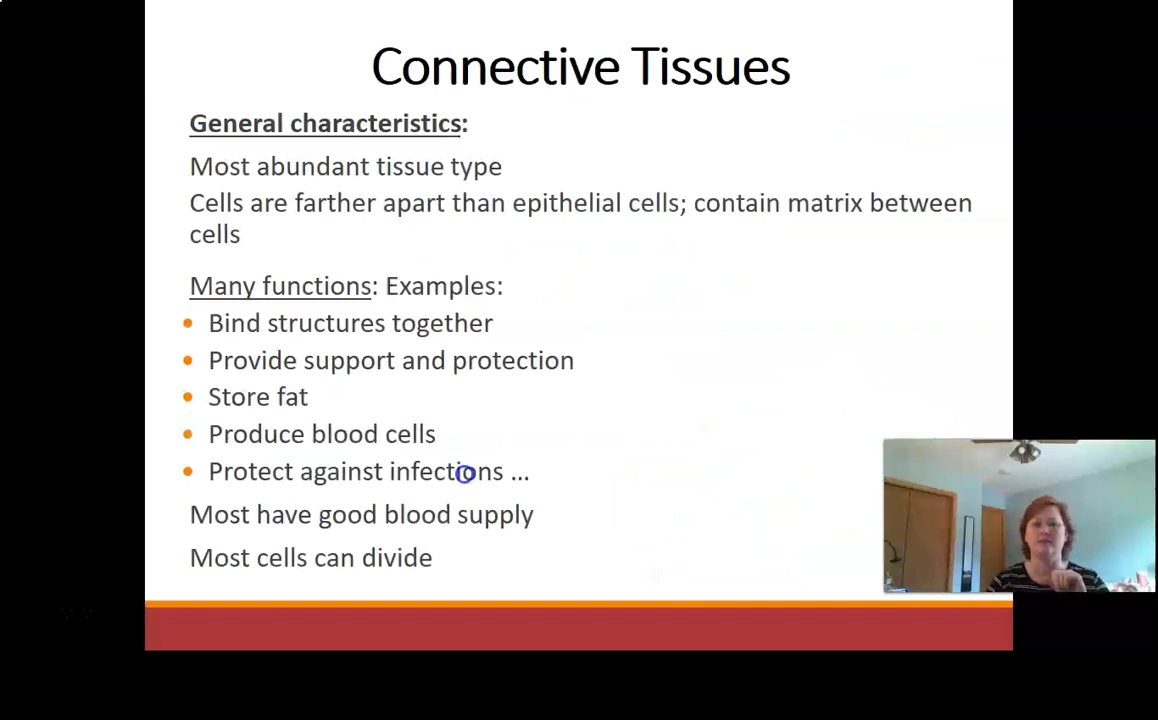 Connective Tissues
General characteristics:
Most abundant tissue type
Cells are farther apart than epithelial cells; contain matrix between
cells
Many functions: Examples:
• Bind structures together
• Provide support and protection
• Store fat
• Produce blood cells
• Protect against infections ...
Most have good blood supply
Most cells can divide